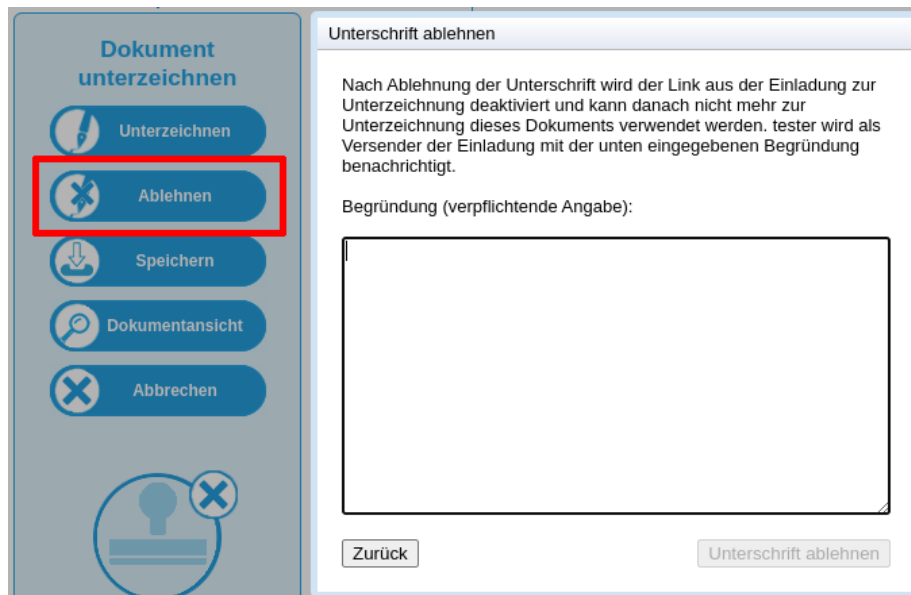 Dokument
unterzeichnen
Unterzeichnen
Ablehnen
Speichern
Dokumentansicht
Abbrechen
Unterschrift ablehnen
Nach Ablehnung der Unterschrift wird der Link aus der Einladung zur
Unterzeichnung deaktiviert und kann danach nicht mehr zur
Unterzeichnung dieses Dokuments verwendet werden. tester wird als
Versender der Einladung mit der unten eingegebenen Begründung
benachrichtigt.
Begründung (verpflichtende Angabe):
Zurück
Unterschrift ablehnen